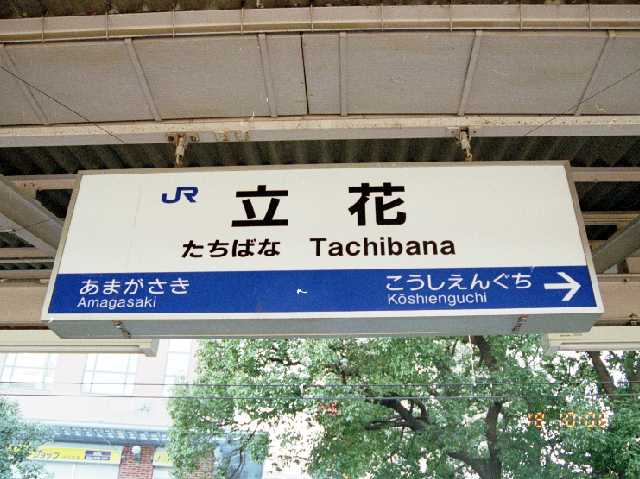 JR 立花
たちばな Tachibana
あまがさき こうしえんぐち
Amagasaki Kōshienguchi